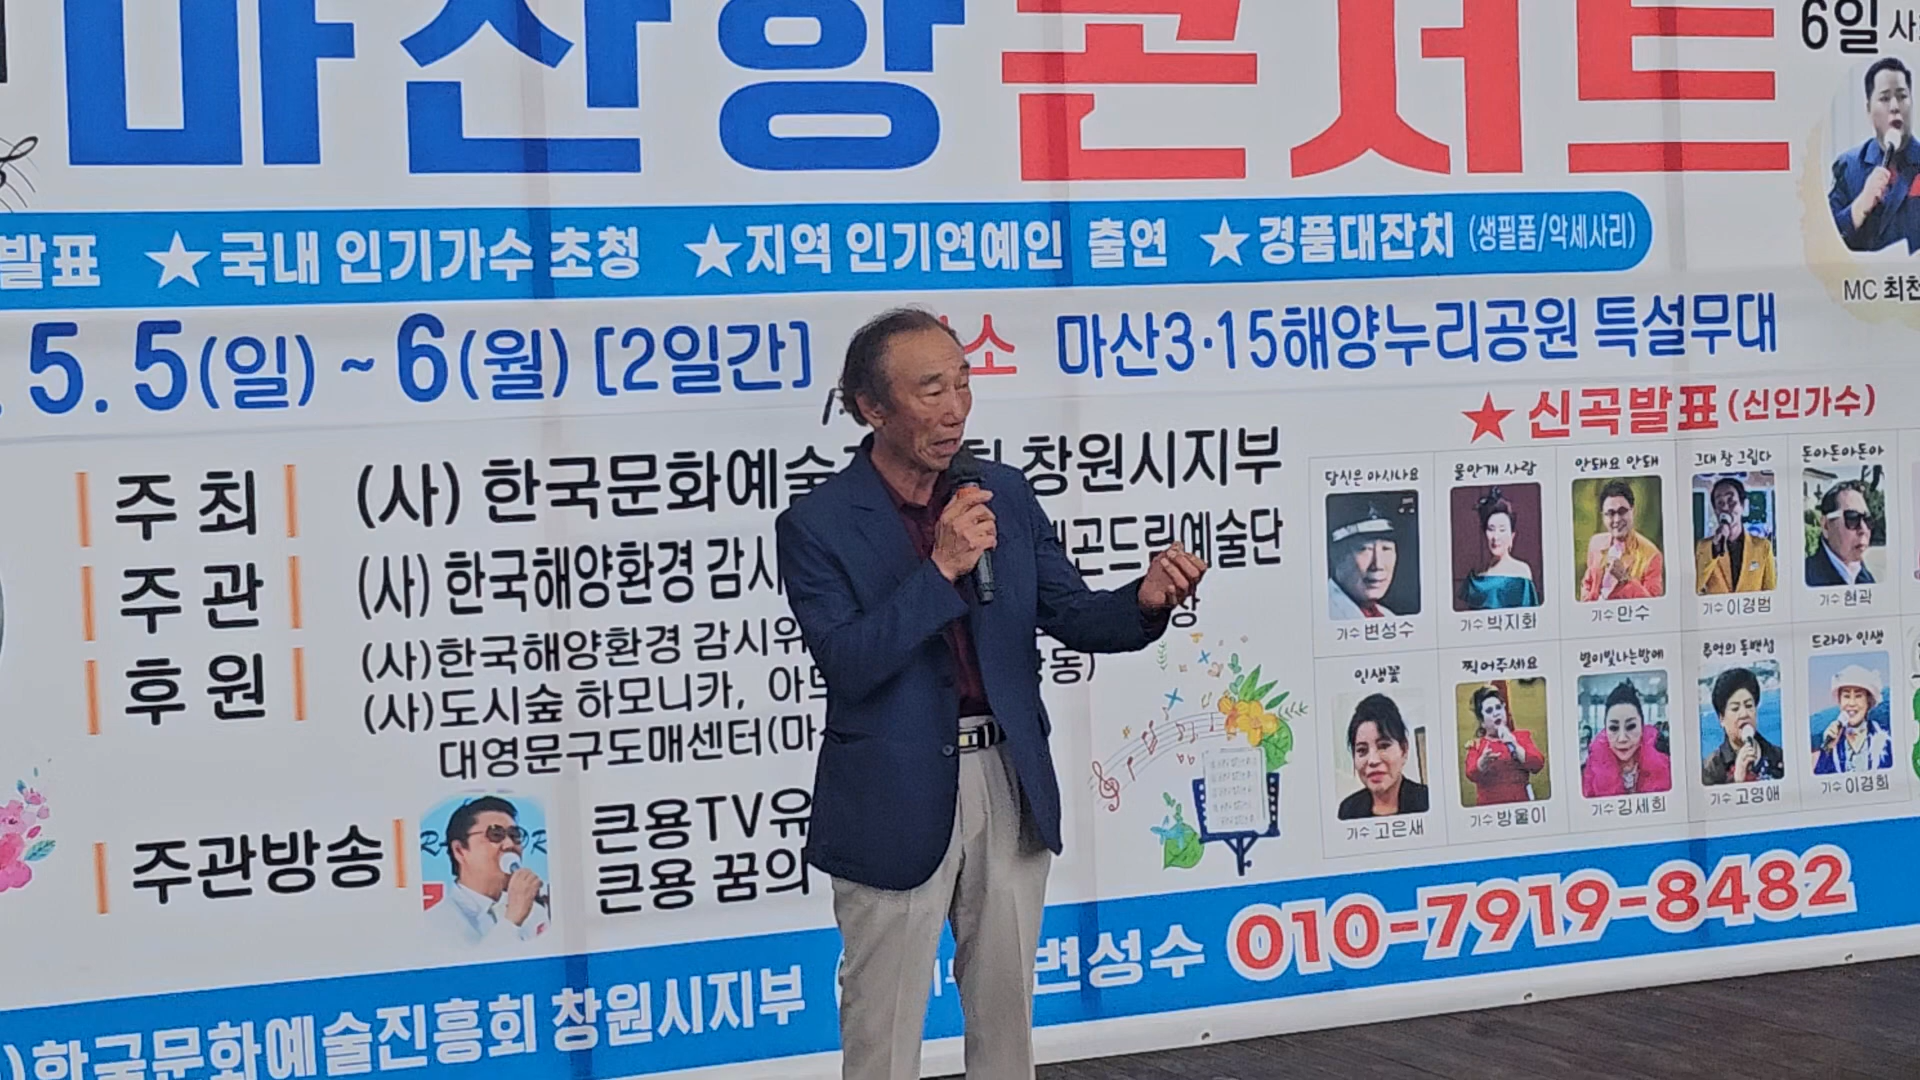 마산항콘서트
6일
발표 ★국내 인기가수 초청 ★지역 인기연예인 출연 ★경품대잔치 (생필품/악세사리)
MC 최천
5.5(일)~6(월) [2일간] 소 마산3·15해양누리공원 특설무대
★신곡발표(신인가수)
주최 (사) 한국문화예술 창원시지부
주관 (사) 한국해양환경 감시 드림예술단
후원 (사)한국해양환경 감시위
(사)도시숲 하모니카,
대영문구도매센터(마산
주관방송 큰용TV유
큰용 꿈의
당신은 아시나요 물안개 사랑 안돼요 안돼 그대 참 그립다 돈아돈아돈아
가수 변성수 가수 박지화 가수 만수 가수 이경범 가수 현곽
인생꽃 찍어주세요 별이빛나는밤에 추억의 동백섬 드라마 인생
가수 고은새 가수 방울이 가수 김세희 가수 고영애 가수 이경희
)한국문화예술진흥회 창원시지부 변성수 010-7919-8482